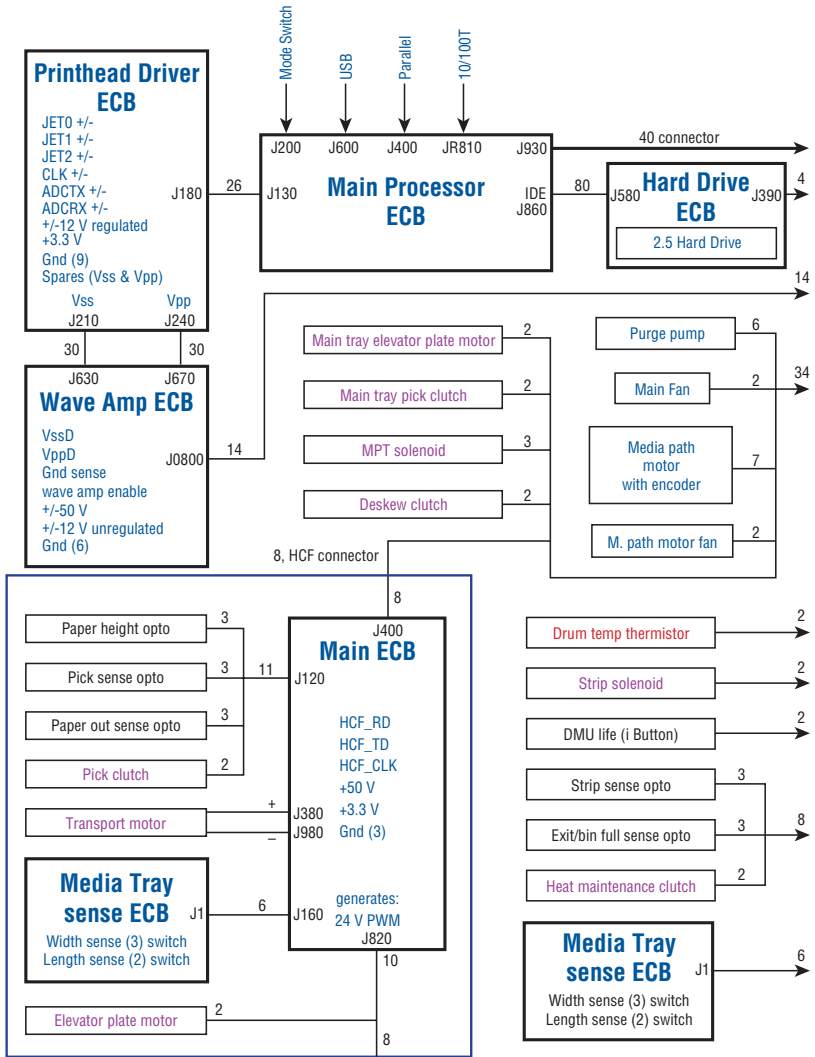 Mode Switch
USB
Parallel
10/100T
Printhead Driver
ECB
JET0 +/-
JET1 +/-
JET2 +/-
CLK +/-
ADCTX +/-
ADCRX +/-
+/-12 V regulated
+3.3 V
Gnd (9)
Spares (Vss & Vpp)
Vss
Vpp
J210
J240
J180
26
J200
J600
J400
JR810
J930
J130
Main Processor
ECB
IDE
J860
40 connector
80
J580
Hard Drive
ECB
J390
4
2.5 Hard Drive
30
30
J630
J670
Wave Amp ECB
VssD
VppD
Gnd sense
wave amp enable
+/-50 V
+/-12 V unregulated
Gnd (6)
J0800
14
14
Main tray elevator plate motor
2
Main tray pick clutch
2
MPT solenoid
3
Deskew clutch
2
Purge pump
6
Main Fan
2
34
Media path
motor
with encoder
7
M. path motor fan
2
8, HCF connector
8
Paper height opto
3
Pick sense opto
3
11
Paper out sense opto
3
Pick clutch
2
Transport motor
+
–
J400
Main ECB
J120
HCF_RD
HCF_TD
HCF_CLK
+50 V
+3.3 V
Gnd (3)
J380
J980
generates:
24 V PWM
J160
J820
10
Media Tray
sense ECB
J1
6
Width sense (3) switch
Length sense (2) switch
Elevator plate motor
2
8
Drum temp thermistor
2
Strip solenoid
2
DMU life (i Button)
2
Strip sense opto
3
Exit/bin full sense opto
3
8
Heat maintenance clutch
2
Media Tray
sense ECB
J1
6
Width sense (3) switch
Length sense (2) switch